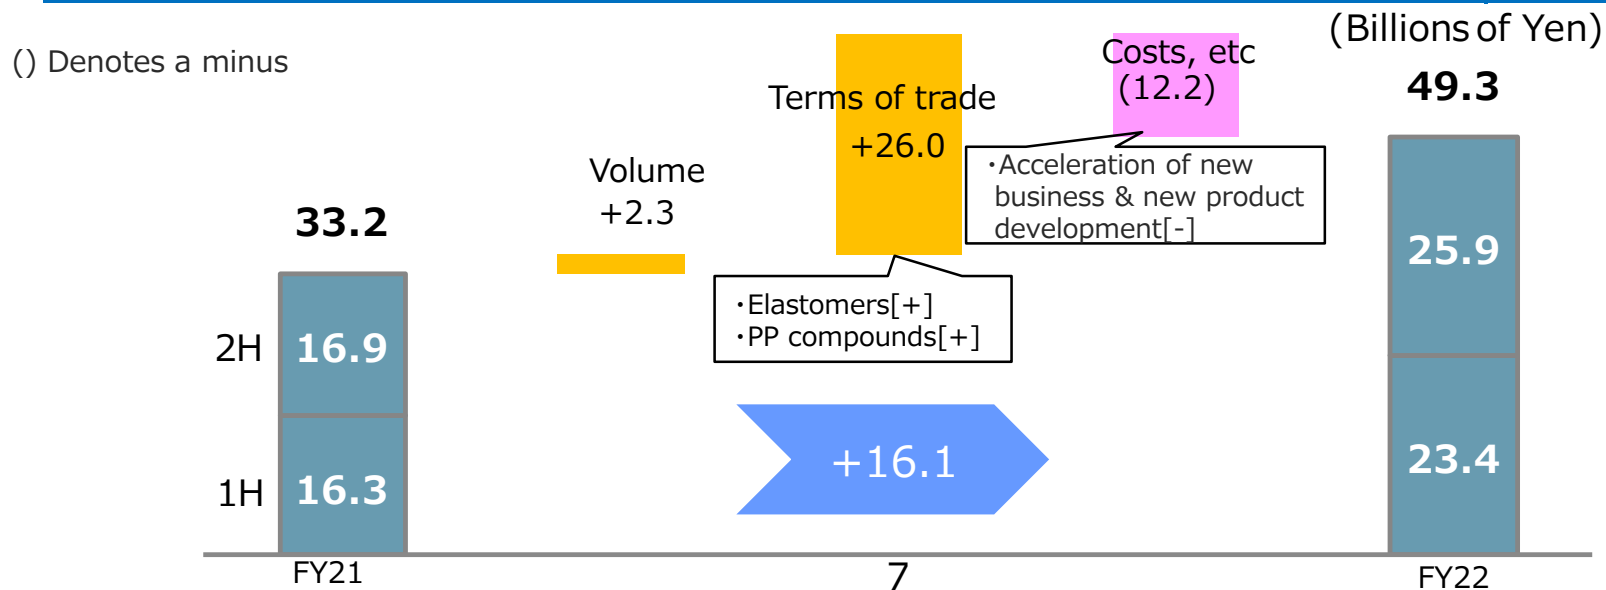 (Billions of Yen)
() Denotes a minus
Costs, etc
(12.2)
49.3
Terms of trade
+26.0
Volume
+2.3
・Acceleration of new
business & new product
development[-]
33.2
25.9
・Elastomers[+]
・PP compounds[+]
2H
16.9
+16.1
23.4
1H
16.3
FY21
7
FY22